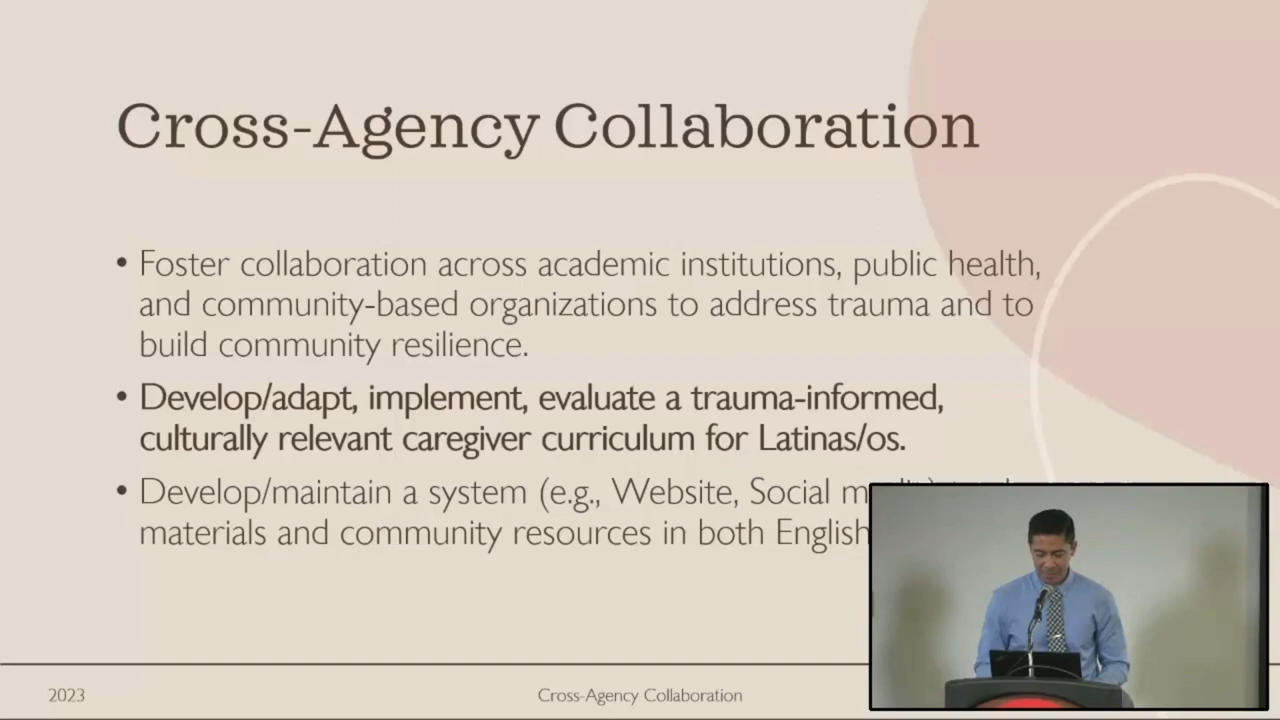 Cross-Agency Collaboration
• Foster collaboration across academic institutions, public health,
and community-based organizations to address trauma and to
build community resilience.
• Develop/adapt, implement, evaluate a trauma-informed,
culturally relevant caregiver curriculum for Latinas/os.
• Develop/maintain a system (e.g., Website, Social
materials and community resources in both English
2023
Cross-Agency Collaboration